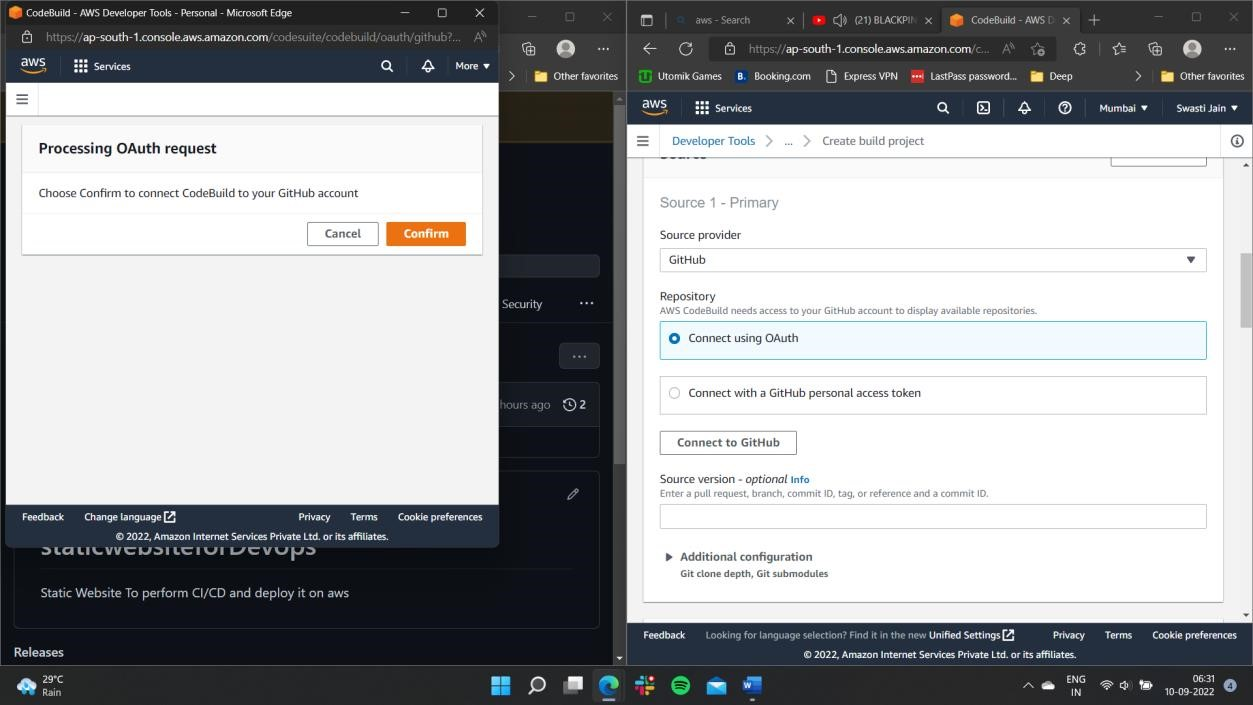 CodeBuild - AWS Developer Tools - Personal - Microsoft Edge
https://ap-south-1.console.aws.amazon.com/codesuite/codebuild/oauth/github?...
aws
Services
More
Processing OAuth request
Choose Confirm to connect CodeBuild to your GitHub account
Cancel
Confirm
Feedback
Change language
Privacy
Terms
Cookie preferences
© 2022, Amazon Internet Services Private Ltd. or its affiliates.
Other favorites
Security
hours ago
2
staticwebsiteforDevops
Static Website To perform CI/CD and deploy it on aws
Releases
aws - Search
(21) BLACKPIN
CodeBuild - AWS D
https://ap-south-1.console.aws.amazon.com/c...
Utomik Games
B. Booking.com
Express VPN
LastPass password...
Deep
Other favorites
aws
Services
Mumbai
Swasti Jain
Developer Tools
...
Create build project
Source
Source 1 - Primary
Source provider
GitHub
Repository
AWS CodeBuild needs access to your GitHub account to display available repositories.
Connect using OAuth
Connect with a GitHub personal access token
Connect to GitHub
Source version - optional Info
Enter a pull request, branch, commit ID, tag, or reference and a commit ID.
Additional configuration
Git clone depth, Git submodules
Feedback
Looking for language selection? Find it in the new Unified Settings
Privacy
Terms
Cookie preferences
© 2022, Amazon Internet Services Private Ltd. or its affiliates.
29°C
Rain
ENG
IN
06:31
10-09-2022
4